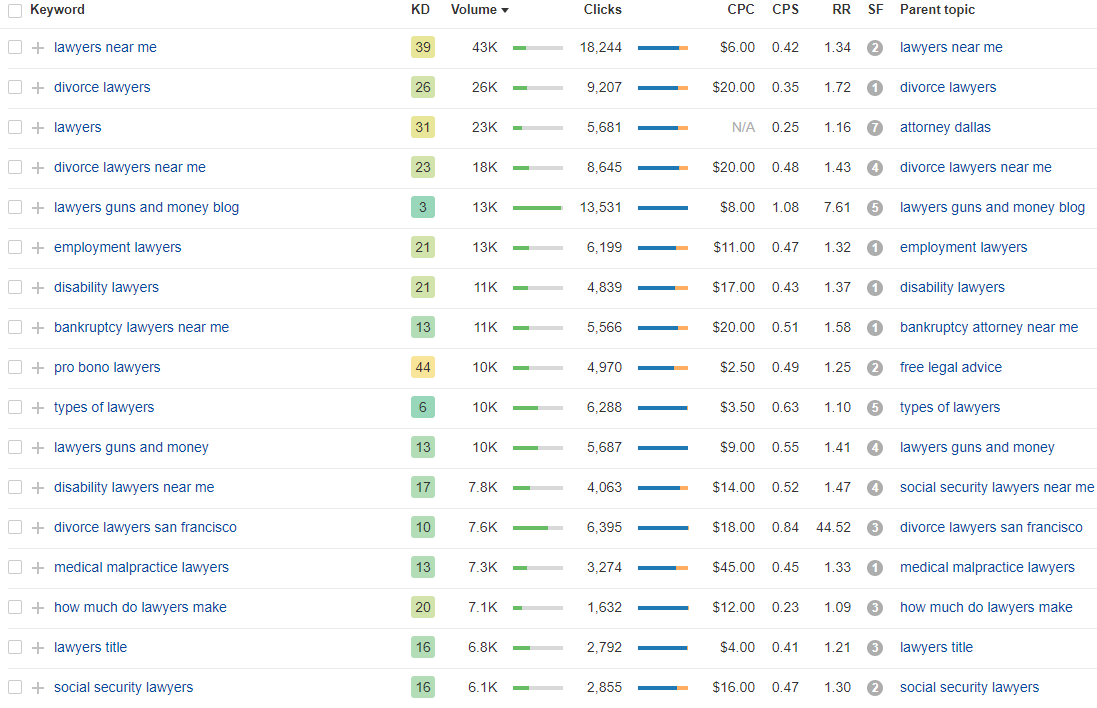 Keyword KD Volume Clicks CPC CPS RR SF Parent topic
lawyers near me 39 43K 18,244 $6.00 0.42 1.34 2 lawyers near me
divorce lawyers 26 26K 9,207 $20.00 0.35 1.72 1 divorce lawyers
lawyers 31 23K 5,681 N/A 0.25 1.16 7 attorney dallas
divorce lawyers near me 23 18K 8,645 $20.00 0.48 1.43 4 divorce lawyers near me
lawyers guns and money blog 3 13K 13,531 $8.00 1.08 7.61 5 lawyers guns and money blog
employment lawyers 21 13K 6,199 $11.00 0.47 1.32 1 employment lawyers
disability lawyers 21 11K 4,839 $17.00 0.43 1.37 1 disability lawyers
bankruptcy lawyers near me 13 11K 5,566 $20.00 0.51 1.58 1 bankruptcy attorney near me
pro bono lawyers 44 10K 4,970 $2.50 0.49 1.25 2 free legal advice
types of lawyers 6 10K 6,288 $3.50 0.63 1.10 5 types of lawyers
lawyers guns and money 13 10K 5,687 $9.00 0.55 1.41 4 lawyers guns and money
disability lawyers near me 17 7.8K 4,063 $14.00 0.52 1.47 4 social security lawyers near me
divorce lawyers san francisco 10 7.6K 6,395 $18.00 0.84 44.52 3 divorce lawyers san francisco
medical malpractice lawyers 13 7.3K 3,274 $45.00 0.45 1.33 1 medical malpractice lawyers
how much do lawyers make 20 7.1K 1,632 $12.00 0.23 1.09 3 how much do lawyers make
lawyers title 16 6.8K 2,792 $4.00 0.41 1.21 3 lawyers title
social security lawyers 16 6.1K 2,855 $16.00 0.47 1.30 2 social security lawyers